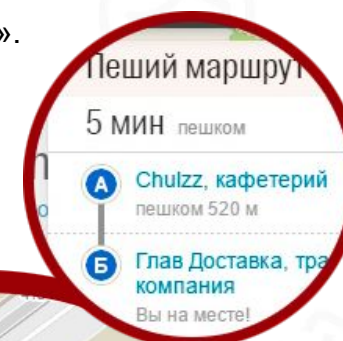 ».
Пеший маршрут
5 мин пешком
А Chulzz, кафетерий
пешком 520 м
Б Глав Доставка, тра
компания
Вы на месте!